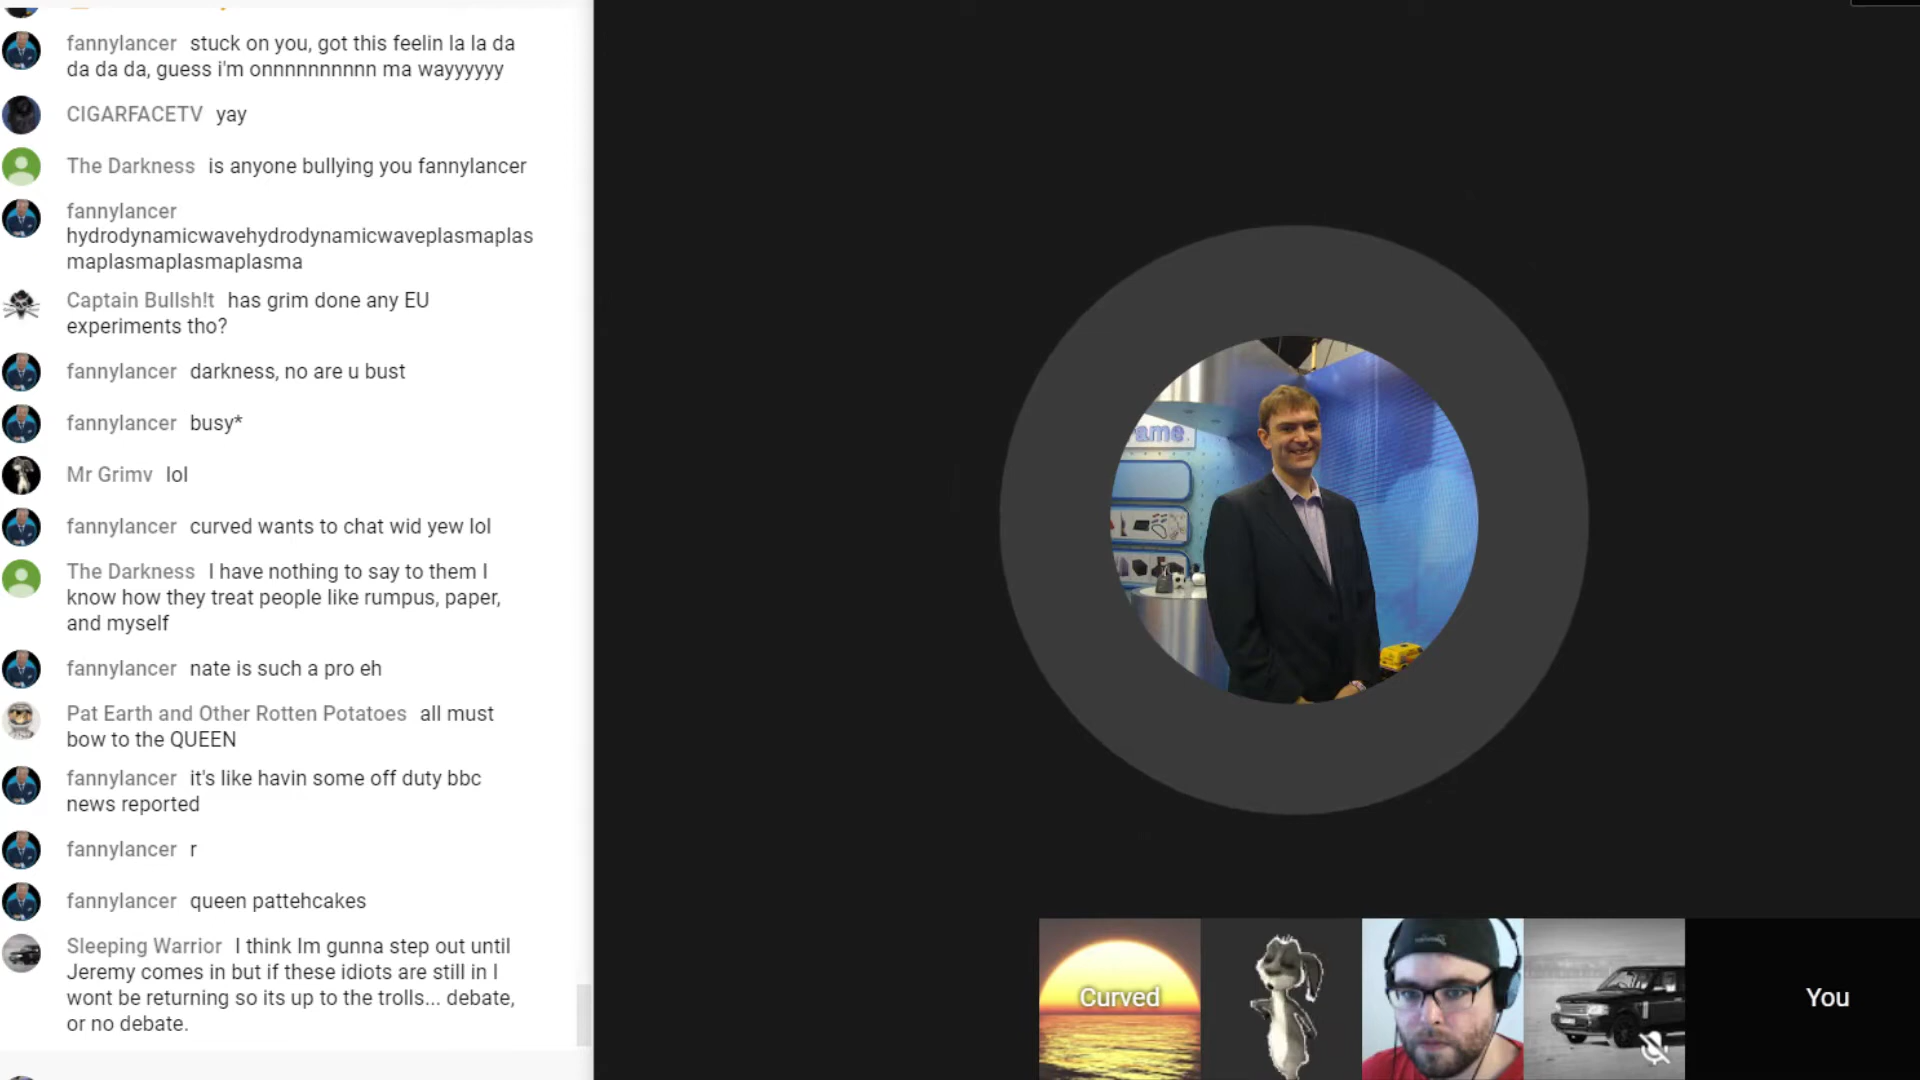 fannylancer stuck on you, got this feelin la la da
da da da, guess i'm onnnnnnnnnn ma wayyyyyy
CIGARFACETV yay
The Darkness is anyone bullying you fannylancer
fannylancer
hydrodynamicwavehydrodynamicwaveplasmaplas
maplasmaplasmaplasma
Captain Bullsh!t has grim done any EU
experiments tho?
fannylancer darkness, no are u bust
fannylancer busy*
Mr Grimv lol
fannylancer curved wants to chat wid yew lol
The Darkness I have nothing to say to them I
know how they treat people like rumpus, paper,
and myself
fannylancer nate is such a pro eh
Pat Earth and Other Rotten Potatoes all must
bow to the QUEEN
fannylancer it's like havin some off duty bbc
news reported
fannylancer r
fannylancer queen pattehcakes
Sleeping Warrior I think Im gunna step out until
Jeremy comes in but if these idiots are still in I
wont be returning so its up to the trolls... debate,
or no debate.
Curved
You